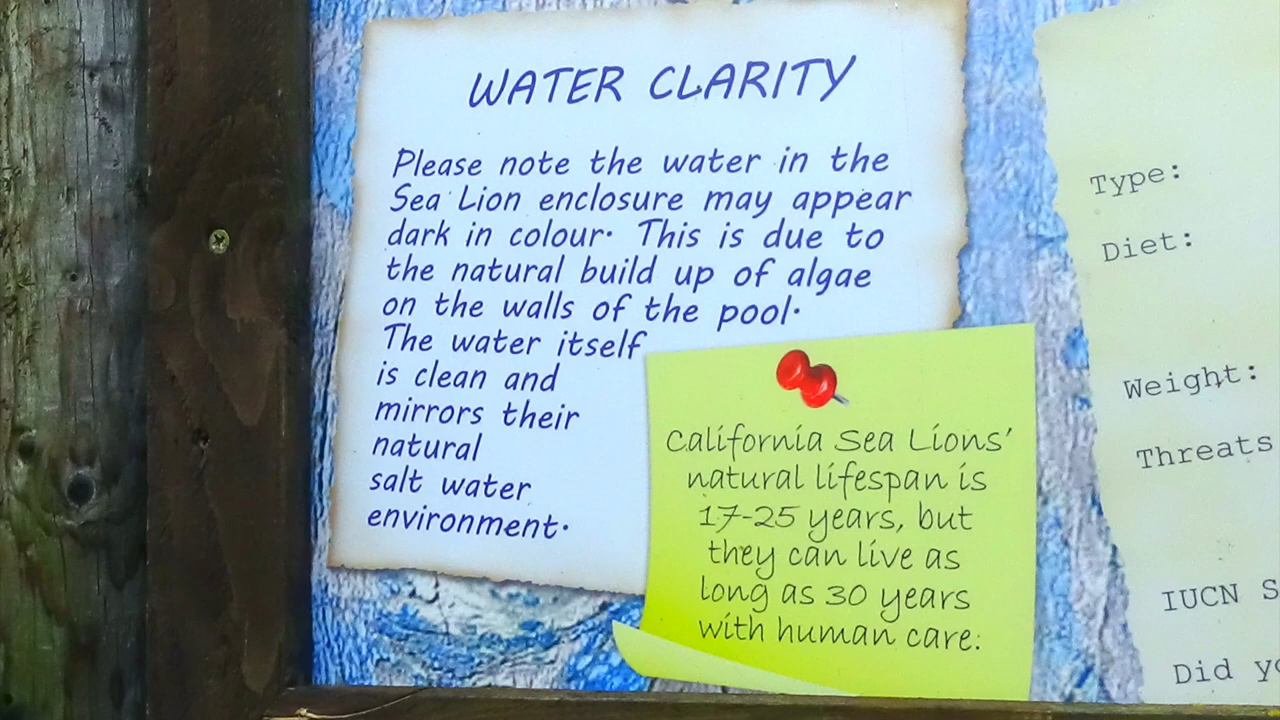 WATER CLARITY
Please note the water in the
Sea Lion enclosure may appear
dark in colour. This is due to
the natural build up of algae
on the walls of the pool.
The water itself
is clean and
mirrors their
natural
salt water
environment.
California Sea Lions'
natural lifespan is
17-25 years, but
they can live as
long as 30 years
with human care.
Type:
Diet:
Weight:
Threats
IUCN S
Did yo